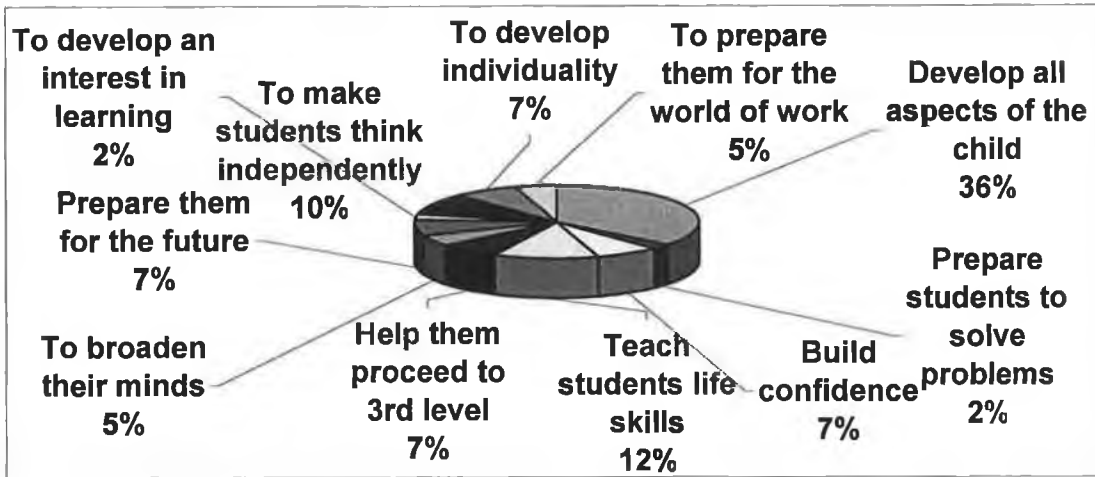 To develop an
interest in
learning
2%
To make
students think
independently
10%
To develop
individuality
7%
To prepare
them for the
world of work
5%
Develop all
aspects of the
child
36%
Prepare them
for the future
7%
To broaden
their minds
5%
Help them
proceed to
3rd level
7%
Teach
students life
skills
12%
Build
confidence
7%
Prepare
students to
solve
problems
2%